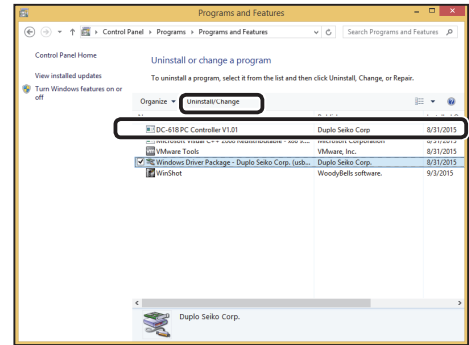 Programs and Features
Control Panel ▸ Programs ▸ Programs and Features
Search Programs and Features
Control Panel Home
View installed updates
Turn Windows features on or
off
Uninstall or change a program
To uninstall a program, select it from the list and then click Uninstall, Change, or Repair.
Organize Uninstall/Change
DC-618 PC Controller V1.01 Duplo Seiko Corp 8/31/2015
Microsoft Visual C++ Redistributable - x86 Microsoft Corporation 8/31/2015
VMware Tools VMware, Inc. 8/31/2015
Windows Driver Package - Duplo Seiko Corp. (usb... Duplo Seiko Corp. 8/31/2015
WinShot WoodyBells software. 9/3/2015
Duplo Seiko Corp.